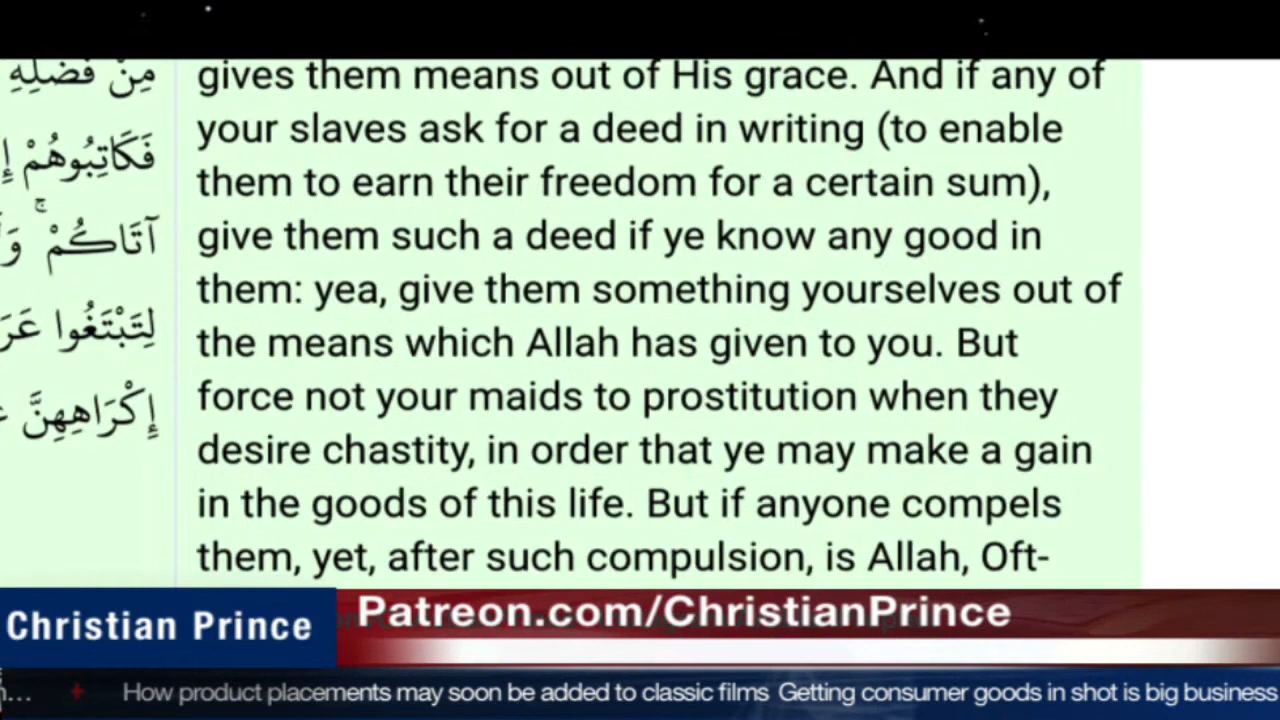 مِنْ فَضْلِهِ
فَكَاتِبُوهُمْ
آتَاكُمْ ۚ
لِتَبْتَغُوا
إِكْرَاهِهِنَّ
gives them means out of His grace. And if any of
your slaves ask for a deed in writing (to enable
them to earn their freedom for a certain sum),
give them such a deed if ye know any good in
them: yea, give them something yourselves out of
the means which Allah has given to you. But
force not your maids to prostitution when they
desire chastity, in order that ye may make a gain
in the goods of this life. But if anyone compels
them, yet, after such compulsion, is Allah, Oft-
Christian Prince
Patreon.com/ChristianPrince
How product placements may soon be added to classic films Getting consumer goods in shot is big business